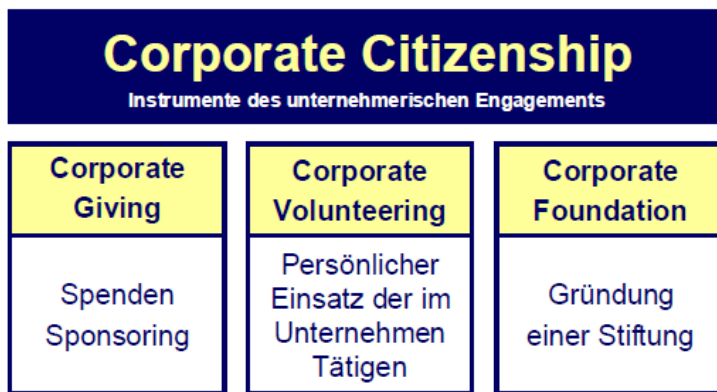 Corporate Citizenship
Instrumente des unternehmerischen Engagements
Corporate
Giving
Spenden
Sponsoring
Corporate
Volunteering
Persönlicher
Einsatz der im
Unternehmen
Tätigen
Corporate
Foundation
Gründung
einer Stiftung